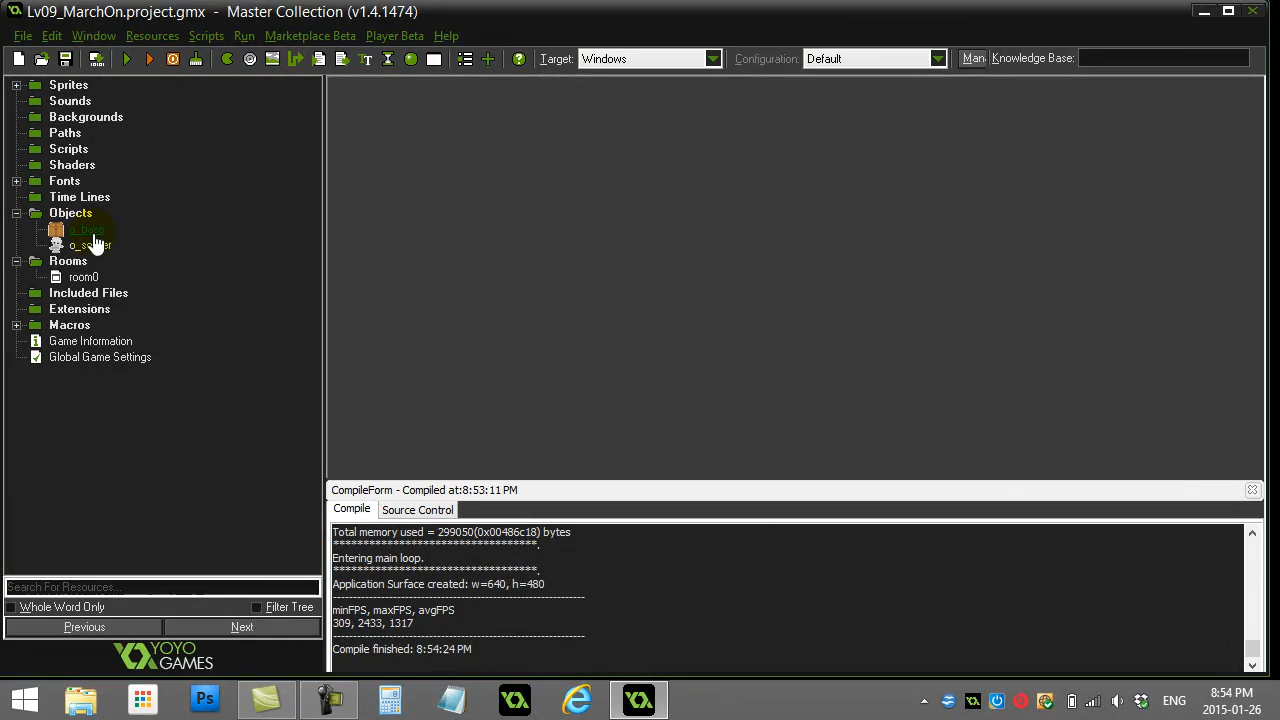 Lv09_MarchOn.project.gmx - Master Collection (v1.4.1474)
File Edit Window Resources Scripts Run Marketplace Beta Player Beta Help
Target: Windows Configuration: Default Man Knowledge Base:
Sprites
Sounds
Backgrounds
Paths
Scripts
Shaders
Fonts
Time Lines
Objects
o_base
Rooms
room0
Included Files
Extensions
Macros
Game Information
Global Game Settings
CompileForm - Compiled at:8:53:11 PM
Compile Source Control
Total memory used = 299050(0x00486c18) bytes
***********************************.
Entering main loop.
***********************************.
Application Surface created: w=640, h=480
---------------------------------------------------------------
minFPS, maxFPS, avgFPS
309, 2433, 1317
---------------------------------------------------------------
Compile finished: 8:54:24 PM
Search For Resources...
Whole Word Only Filter Tree
Previous Next
YOYO
GAMES
Ps
ENG
8:54 PM
2015-01-26